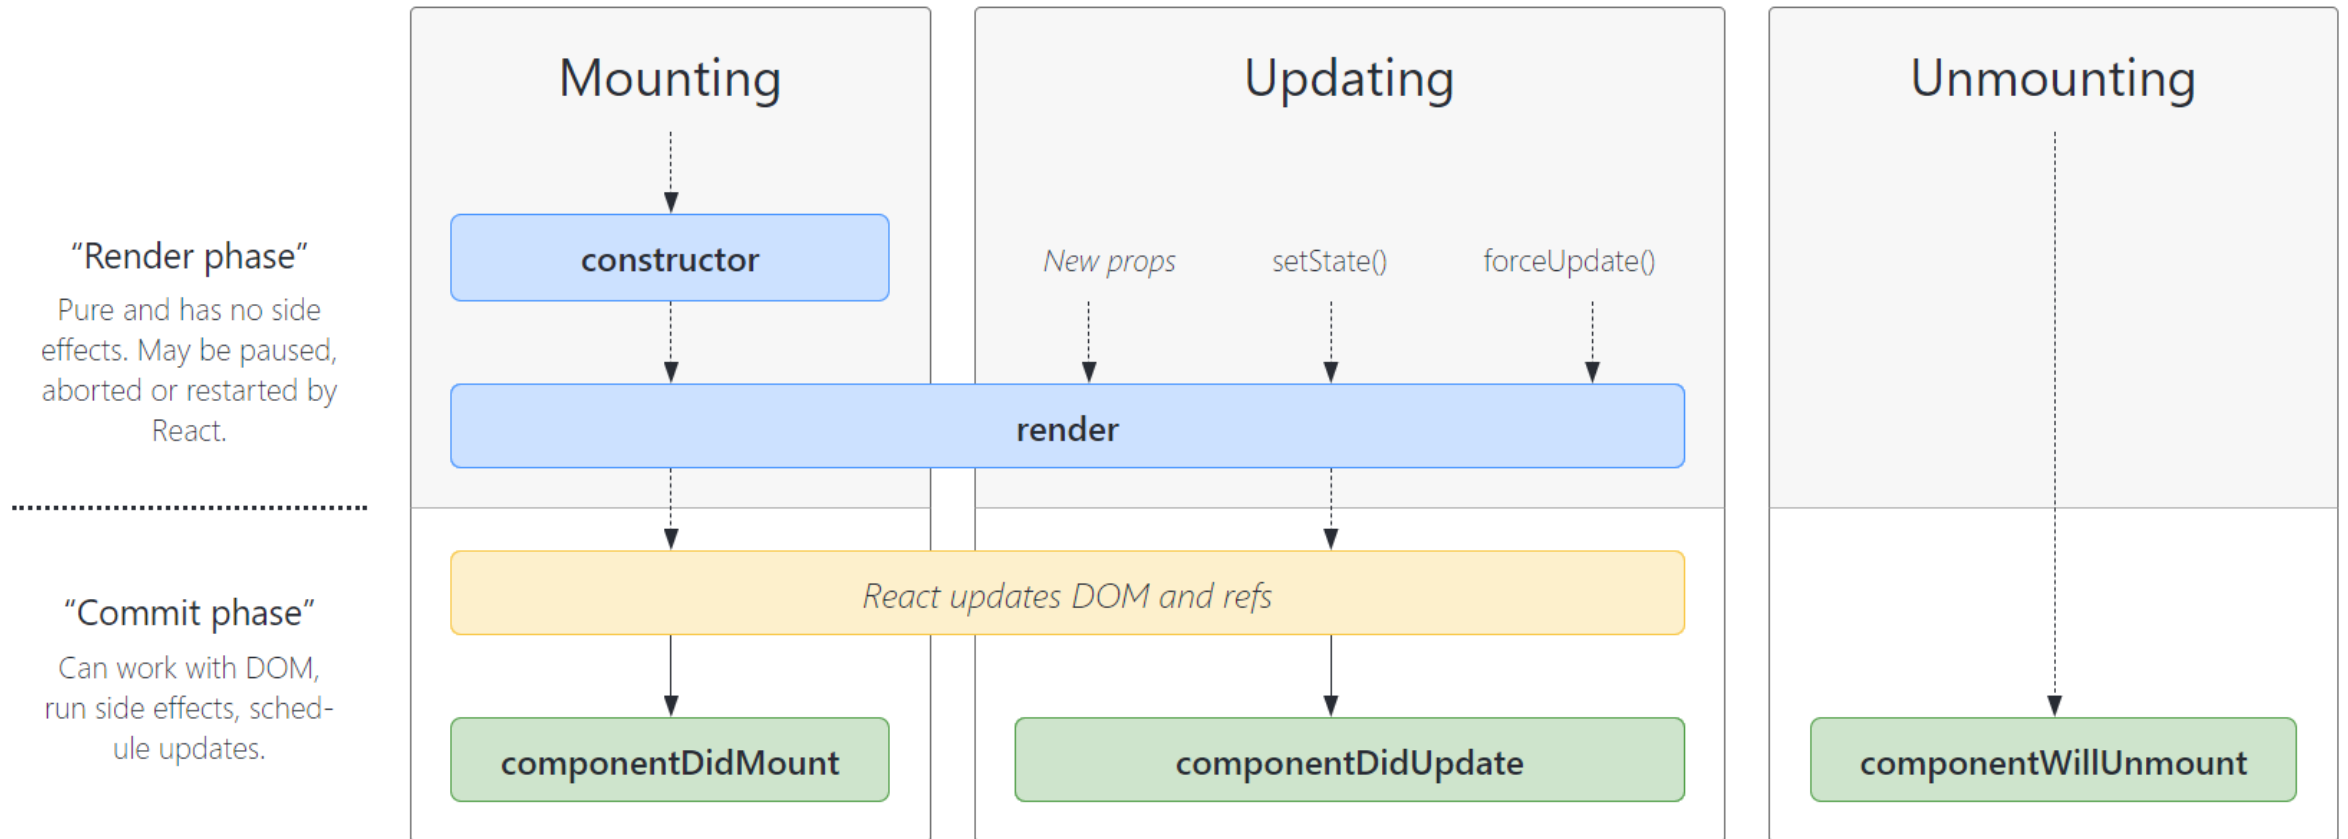 Mounting
Updating
Unmounting
“Render phase”
Pure and has no side
effects. May be paused,
aborted or restarted by
React.
constructor
New props
setState()
forceUpdate()
render
“Commit phase”
Can work with DOM,
run side effects, sched-
ule updates.
React updates DOM and refs
componentDidMount
componentDidUpdate
componentWillUnmount